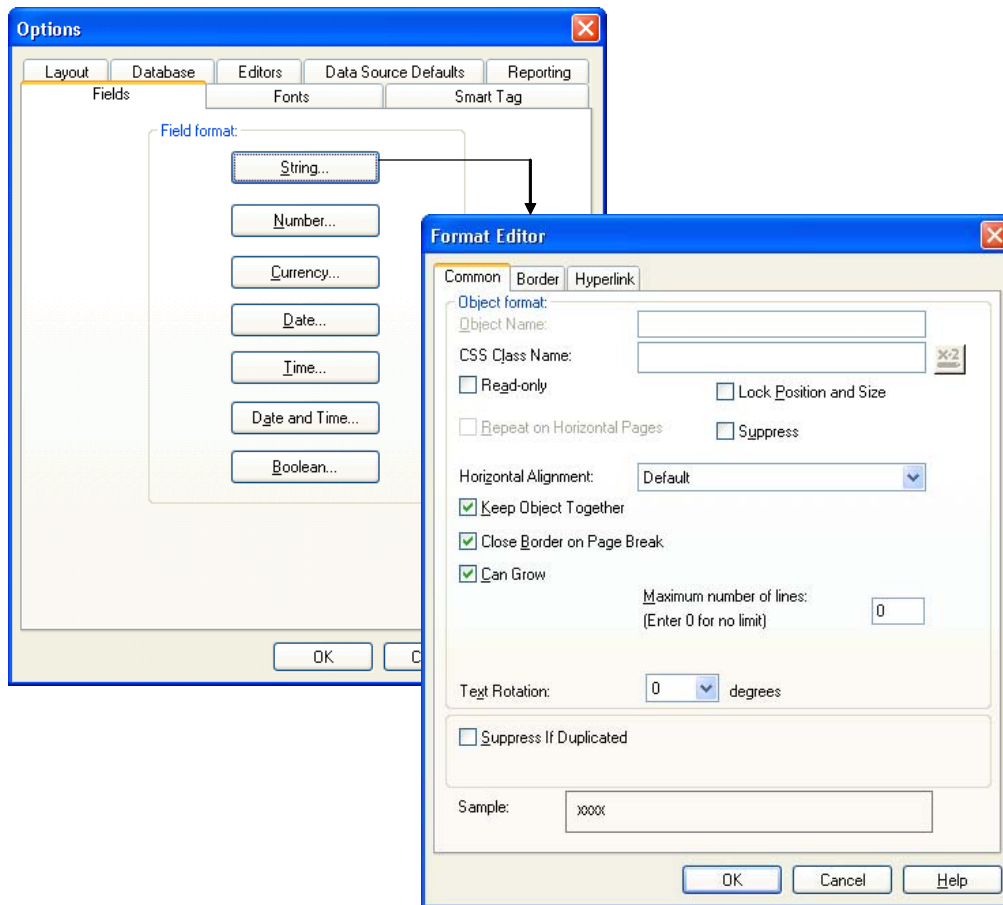 Options
Layout Database Editors Data Source Defaults Reporting
Fields Fonts Smart Tag
Field format:
String...
Number...
Currency...
Date...
Time...
Date and Time...
Boolean...
OK C
Format Editor
Common Border Hyperlink
Object format:
Object Name:
CSS Class Name:
x-2
Read-only
Lock Position and Size
Repeat on Horizontal Pages
Suppress
Horizontal Alignment: Default
Keep Object Together
Close Border on Page Break
Can Grow
Maximum number of lines:
(Enter 0 for no limit)
0
Text Rotation: 0 degrees
Suppress If Duplicated
Sample: xxxx
OK Cancel Help